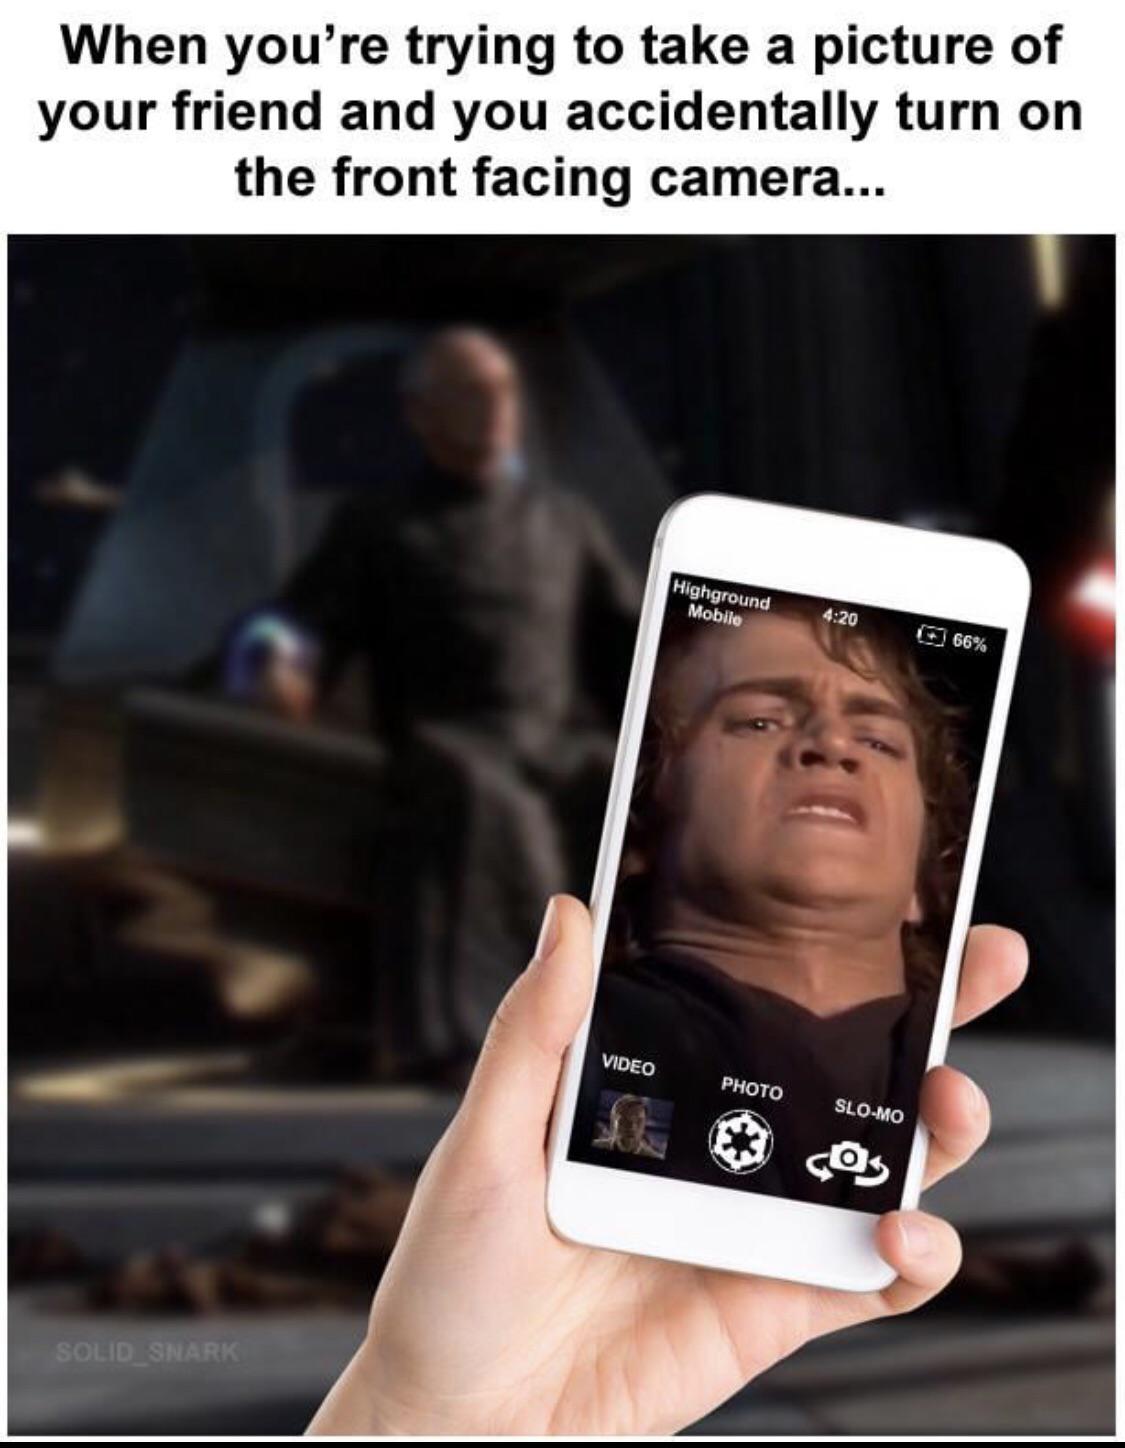 When you're trying to take a picture of
your friend and you accidentally turn on
the front facing camera...
Highground
Mobile
4:20
66%
VIDEO
PHOTO
SLO-MO
SOLID_SNARK